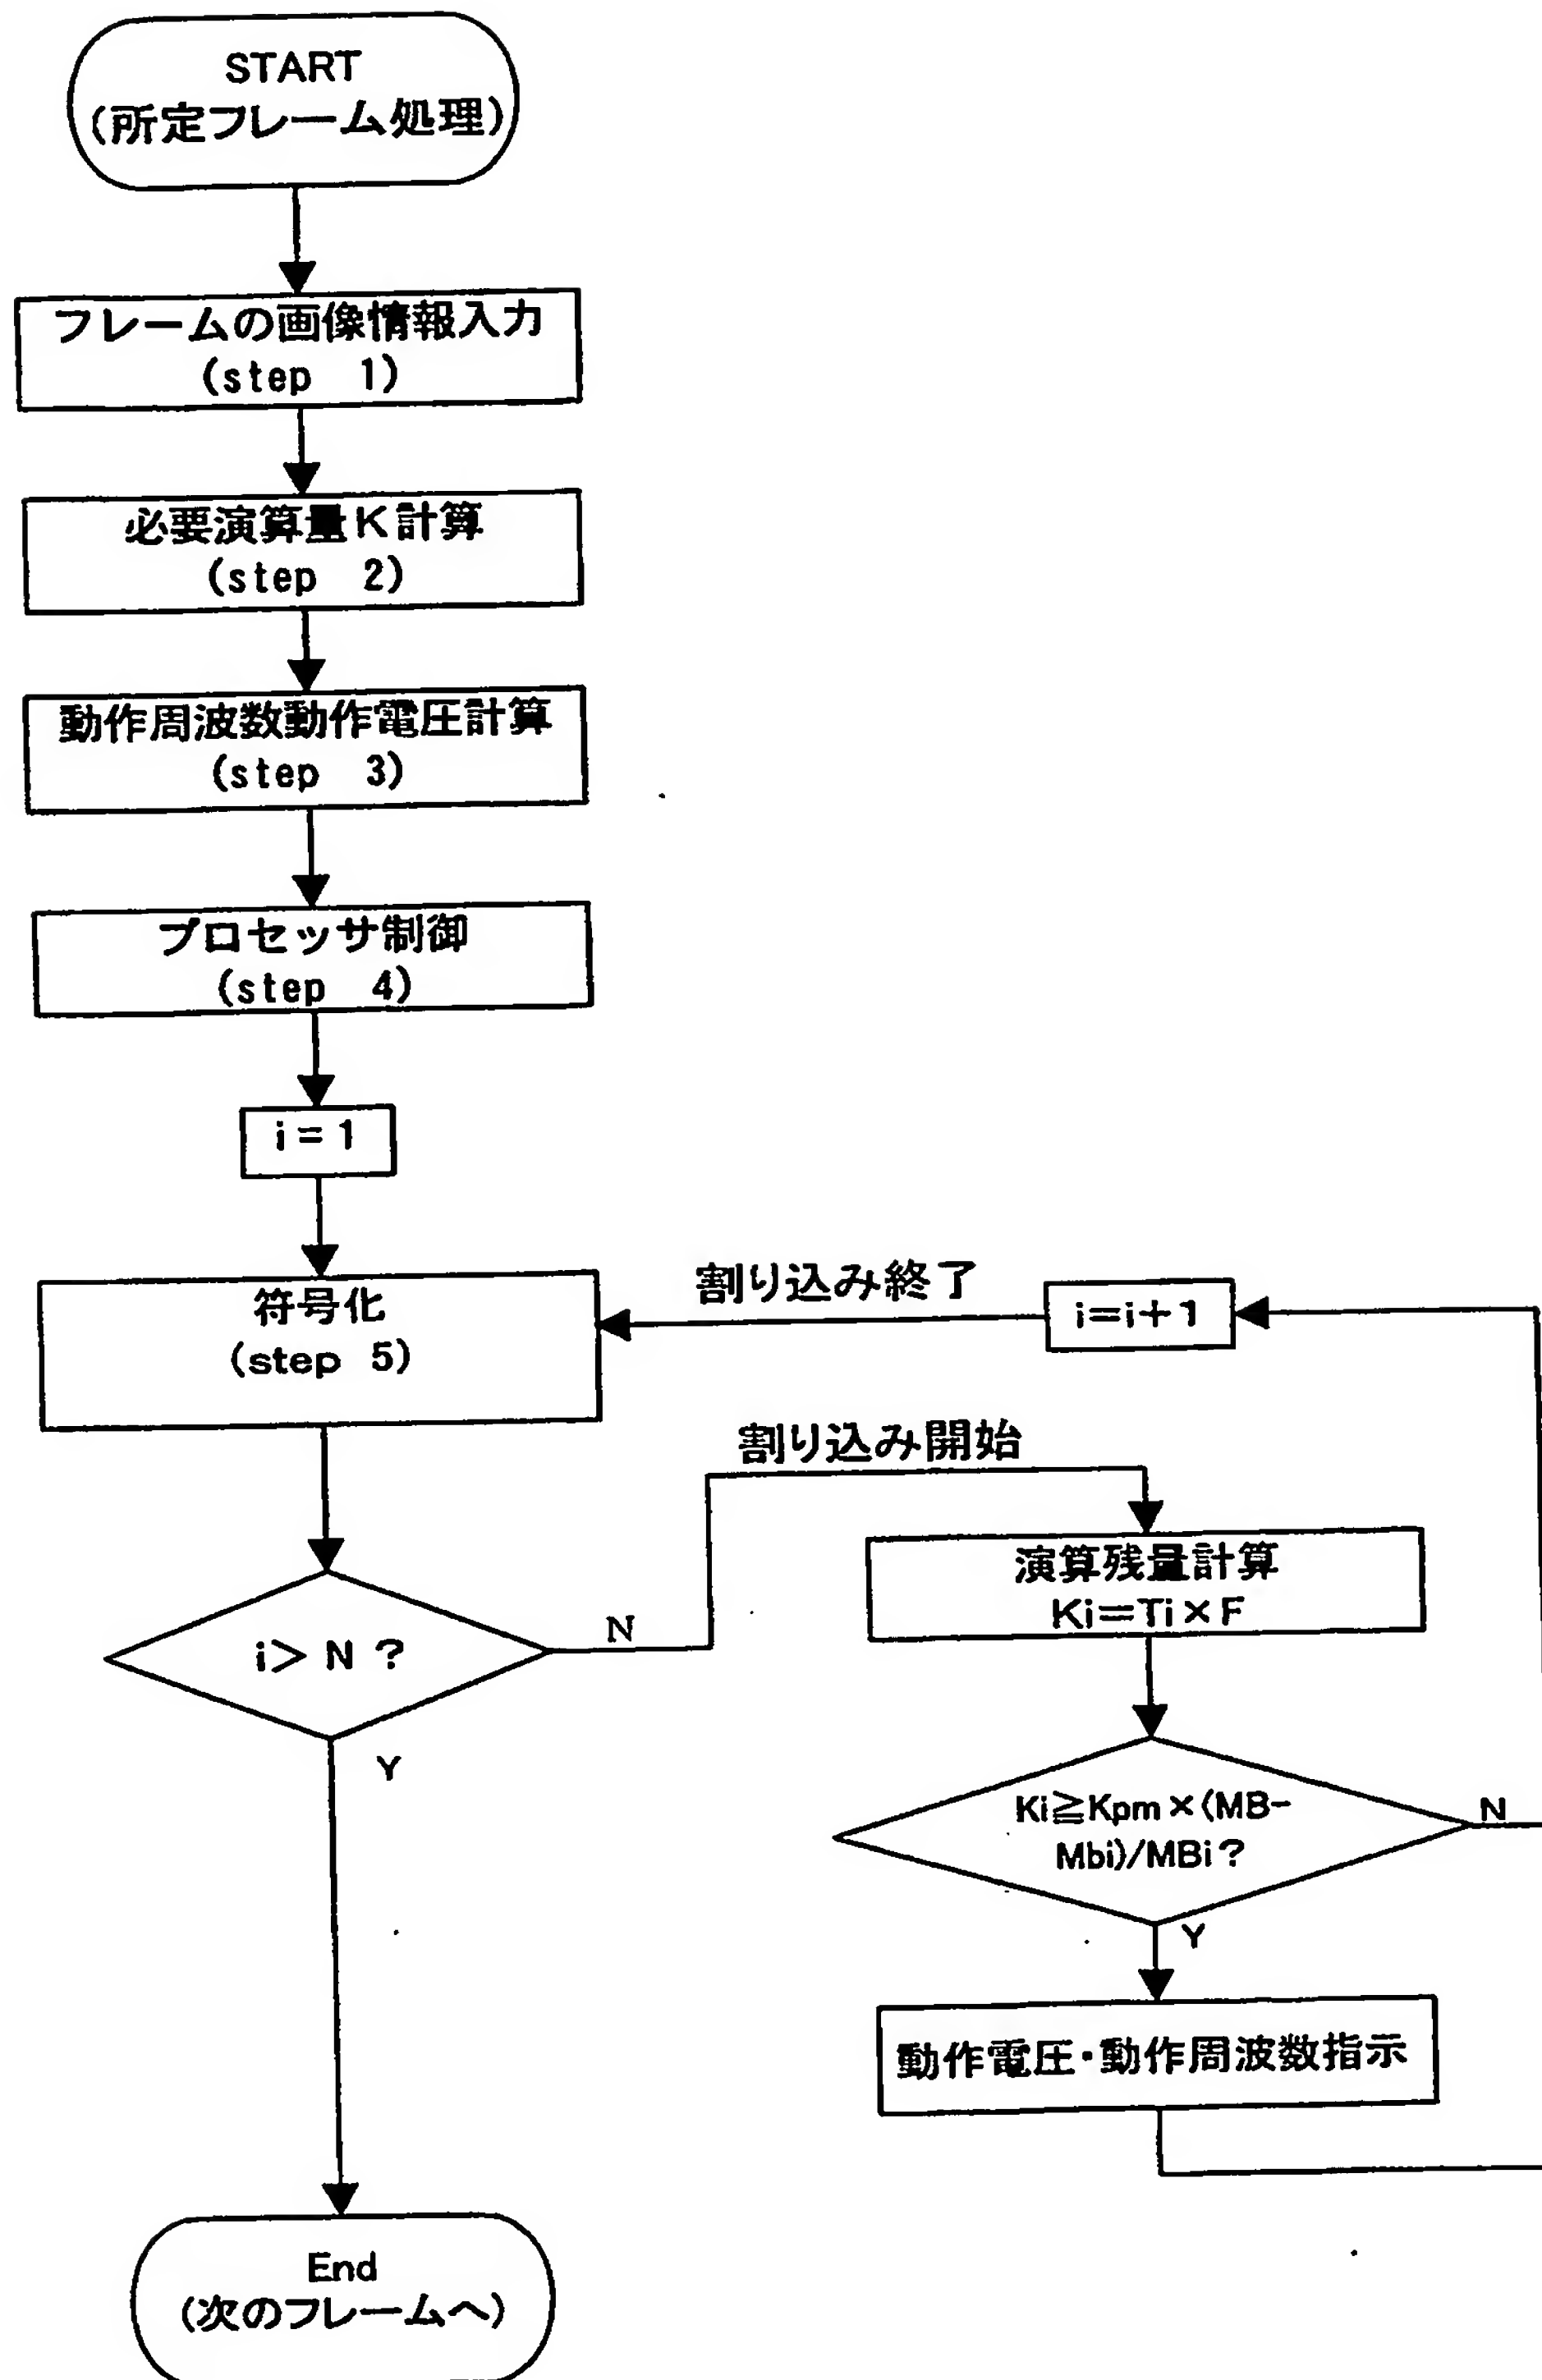 START
(所定フレーム処理)
フレームの画像情報入力
(step 1)
必要演算量K計算
(step 2)
動作周波数動作電圧計算
(step 3)
プロセッサ制御
(step 4)
i=1
符号化
(step 5)
割り込み終了
i=i+1
割り込み開始
演算残量計算
Ki=Ti×F
i> N ?
N
Y
Ki≧Kpm×(MB-
Mbi)/MBi?
N
Y
動作電圧・動作周波数指示
End
(次のフレームへ)